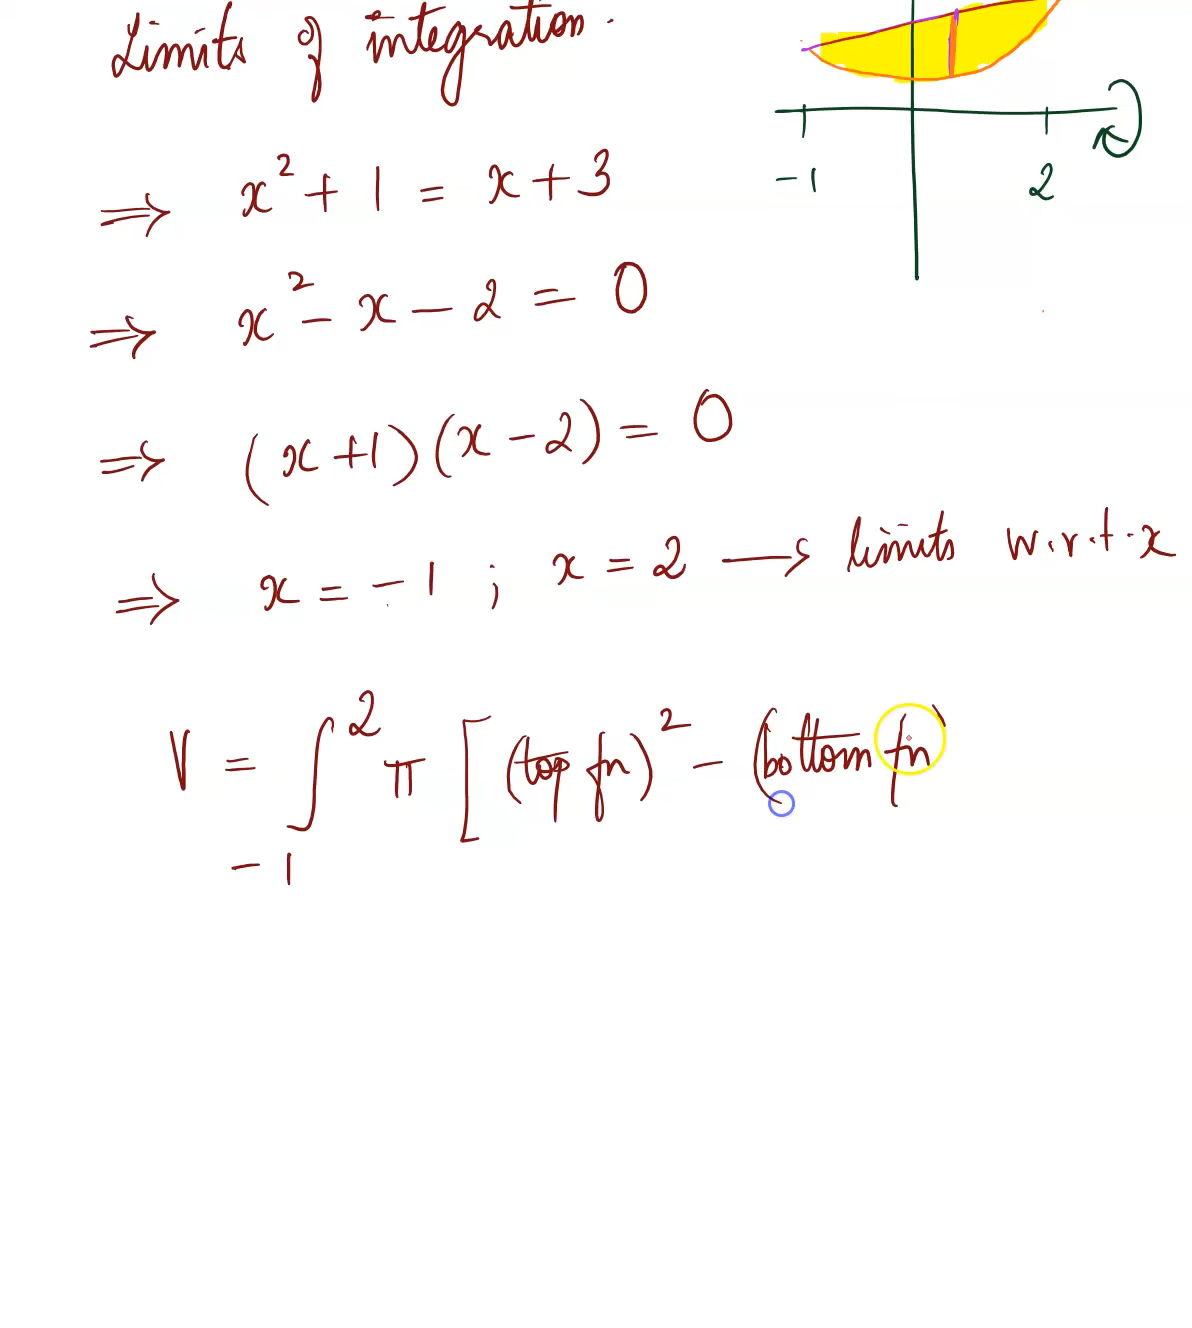 Limits of integration.
-1 2
⇒ x² + 1 = x + 3
⇒ x² - x - 2 = 0
⇒ (x+1)(x-2) = 0
⇒ x = -1 ; x = 2 → limits w.r.t.x
V = ∫₋₁² π [(top fn)² - (bottom fn)